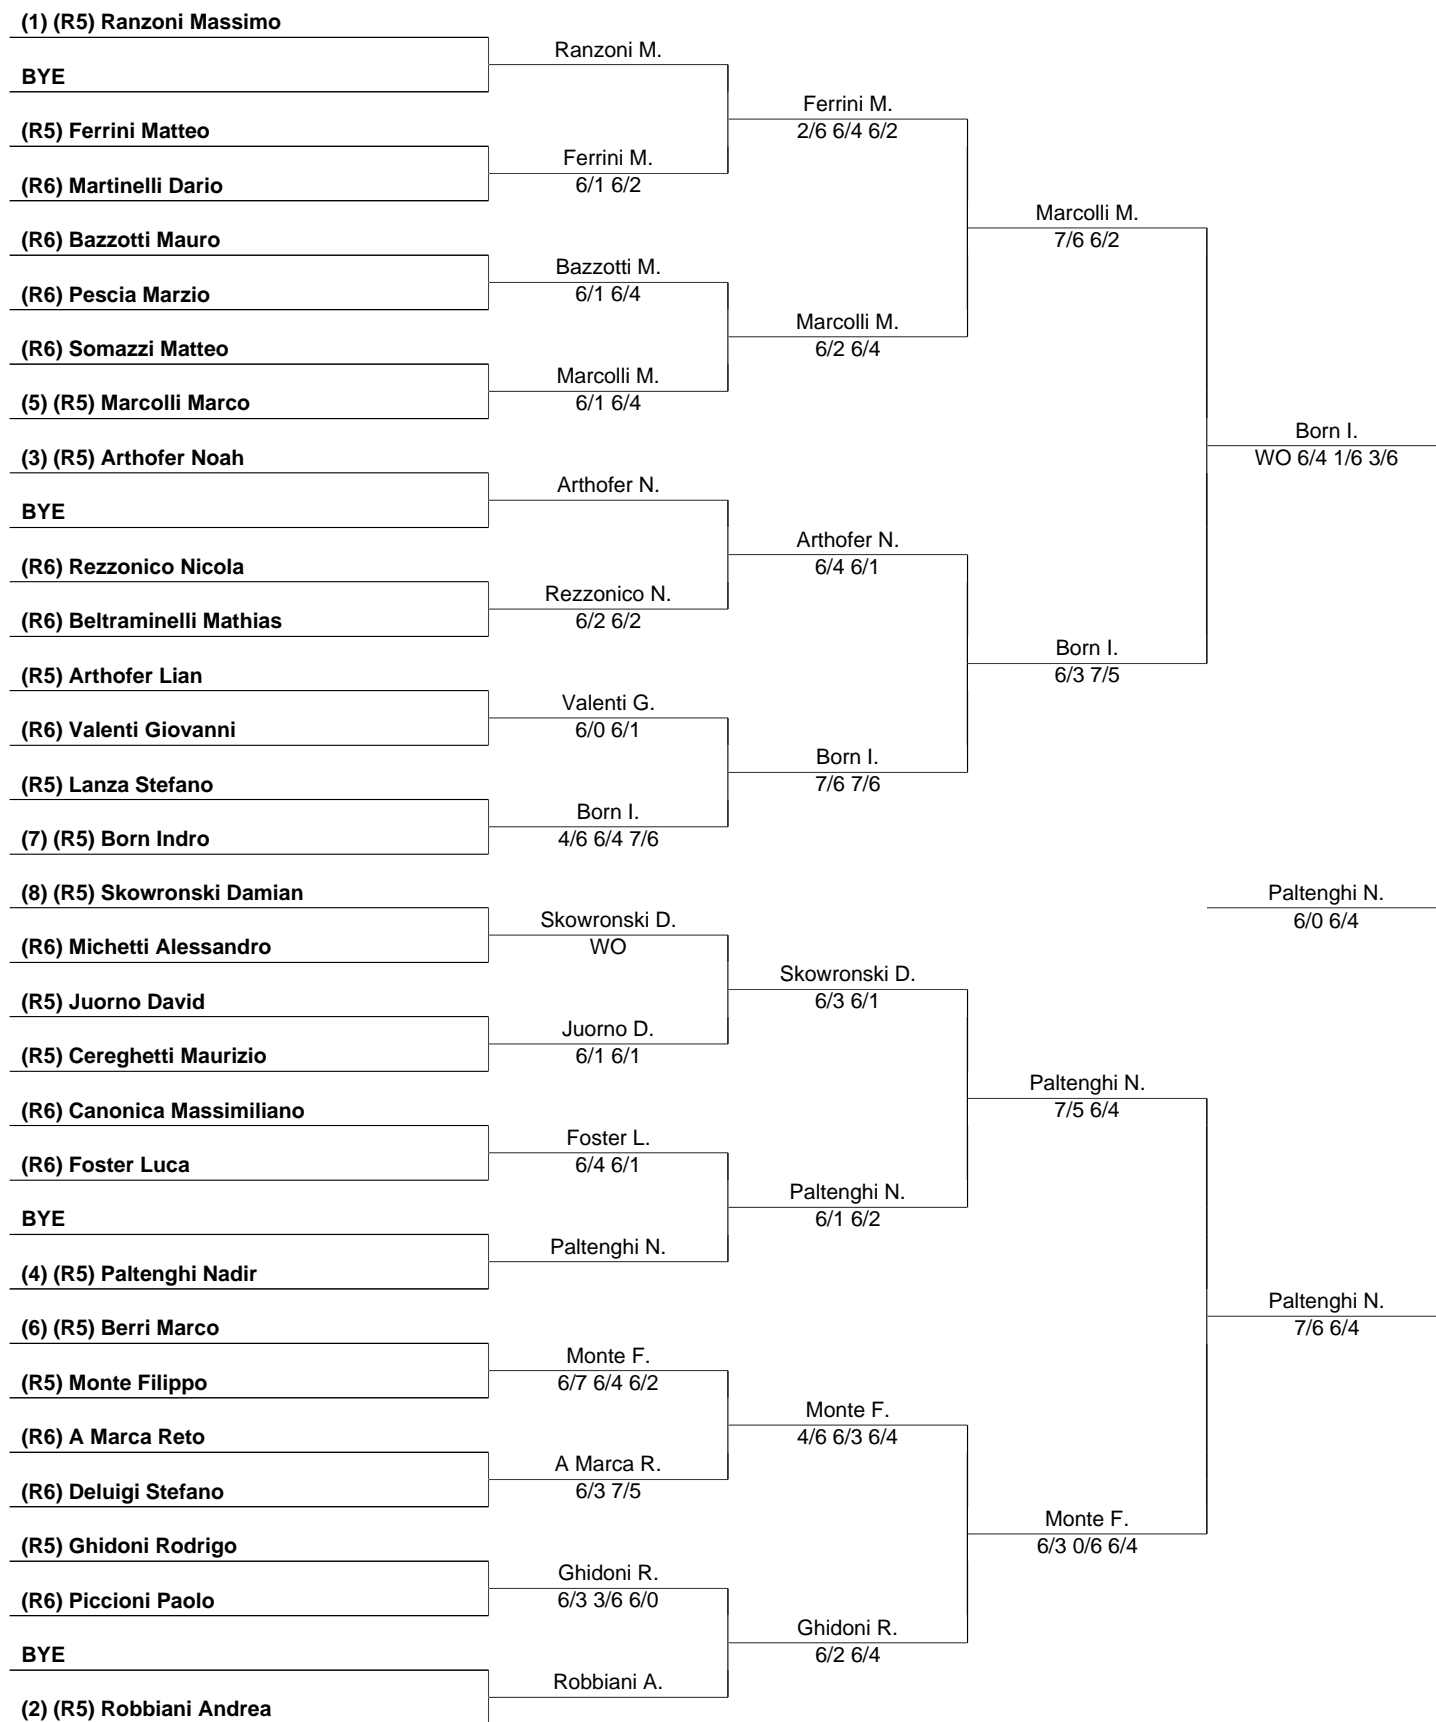 (1) (R5) Ranzoni Massimo
Ranzoni M.
BYE
Ferrini M.
2/6 6/4 6/2
(R5) Ferrini Matteo
Ferrini M.
6/1 6/2
(R6) Martinelli Dario
Marcolli M.
7/6 6/2
(R6) Bazzotti Mauro
Bazzotti M.
6/1 6/4
(R6) Pescia Marzio
Marcolli M.
6/2 6/4
(R6) Somazzi Matteo
Marcolli M.
6/1 6/4
(5) (R5) Marcolli Marco
Born I.
WO 6/4 1/6 3/6
(3) (R5) Arthofer Noah
Arthofer N.
BYE
Arthofer N.
6/4 6/1
(R6) Rezzonico Nicola
Rezzonico N.
6/2 6/2
(R6) Beltraminelli Mathias
Born I.
6/3 7/5
(R5) Arthofer Lian
Valenti G.
6/0 6/1
(R6) Valenti Giovanni
Born I.
7/6 7/6
(R5) Lanza Stefano
Born I.
4/6 6/4 7/6
(7) (R5) Born Indro
(8) (R5) Skowronski Damian
Paltenghi N.
6/0 6/4
Skowronski D.
WO
(R6) Michetti Alessandro
Skowronski D.
6/3 6/1
(R5) Juorno David
Juorno D.
6/1 6/1
(R5) Cereghetti Maurizio
Paltenghi N.
7/5 6/4
(R6) Canonica Massimiliano
Foster L.
6/4 6/1
(R6) Foster Luca
Paltenghi N.
6/1 6/2
BYE
Paltenghi N.
(4) (R5) Paltenghi Nadir
Paltenghi N.
7/6 6/4
(6) (R5) Berri Marco
Monte F.
6/7 6/4 6/2
(R5) Monte Filippo
Monte F.
4/6 6/3 6/4
(R6) A Marca Reto
A Marca R.
6/3 7/5
(R6) Deluigi Stefano
Monte F.
6/3 0/6 6/4
(R5) Ghidoni Rodrigo
Ghidoni R.
6/3 3/6 6/0
(R6) Piccioni Paolo
Ghidoni R.
6/2 6/4
BYE
Robbiani A.
(2) (R5) Robbiani Andrea